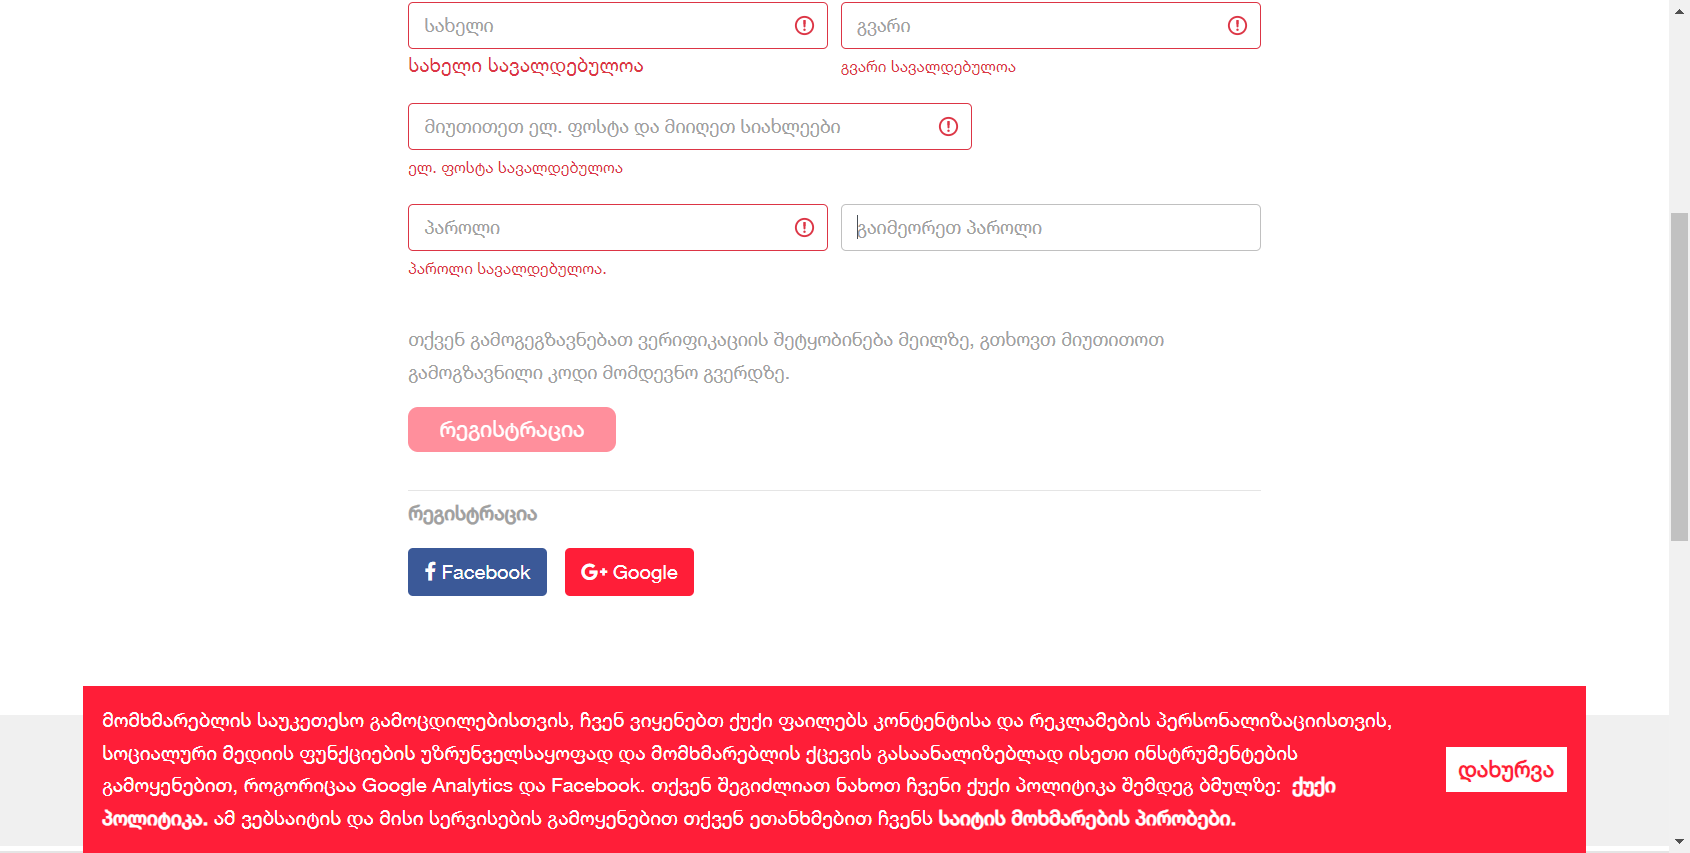 სახელი
გვარი
სახელი სავალდებულოა
გვარი სავალდებულოა
მიუთითეთ ელ. ფოსტა და მიიღეთ სიახლეები
ელ. ფოსტა სავალდებულოა
პაროლი
გაიმეორეთ პაროლი
პაროლი სავალდებულოა.
თქვენ გამოგეგზავნებათ ვერიფიკაციის შეტყობინება მეილზე, გთხოვთ მიუთითოთ
გამოგზავნილი კოდი მომდევნო გვერდზე.
რეგისტრაცია
რეგისტრაცია
Facebook
G+ Google
მომხმარებლის საუკეთესო გამოცდილებისთვის, ჩვენ ვიყენებთ ქუქი ფაილებს კონტენტისა და რეკლამების პერსონალიზაციისთვის,
სოციალური მედიის ფუნქციების უზრუნველსაყოფად და მომხმარებლის ქცევის გასაანალიზებლად ისეთი ინსტრუმენტების
გამოყენებით, როგორიცაა Google Analytics და Facebook. თქვენ შეგიძლიათ ნახოთ ჩვენი ქუქი პოლიტიკა შემდეგ ბმულზე: ქუქი
პოლიტიკა. ამ ვებსაიტის და მისი სერვისების გამოყენებით თქვენ ეთანხმებით ჩვენს საიტის მოხმარების პირობები.
დახურვა